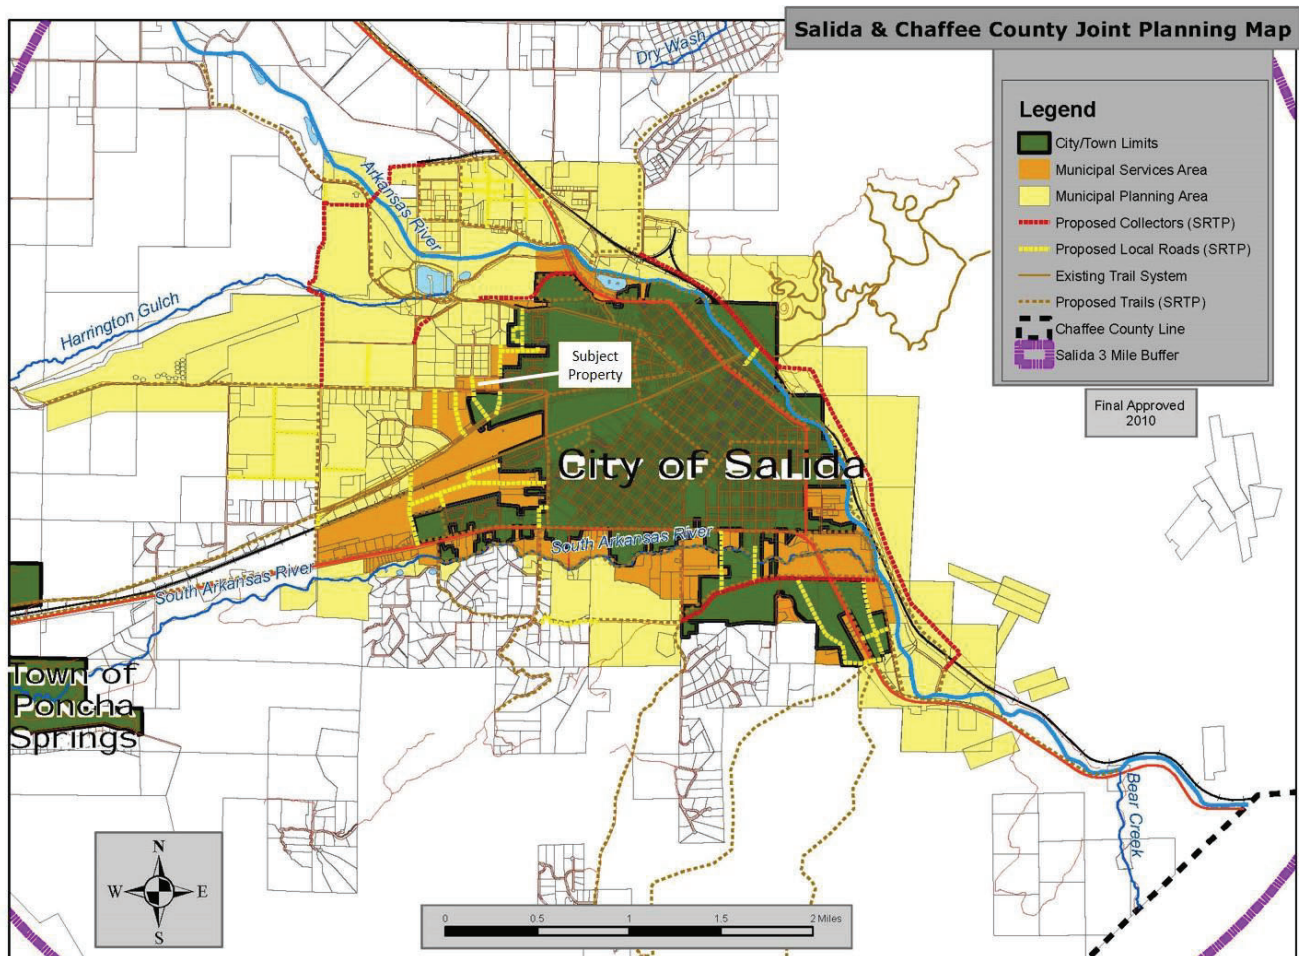 Salida & Chaffee County Joint Planning Map
Legend
City/Town Limits
Municipal Services Area
Municipal Planning Area
Proposed Collectors (SRTP)
Proposed Local Roads (SRTP)
Existing Trail System
Proposed Trails (SRTP)
Chaffee County Line
Salida 3 Mile Buffer
Final Approved
2010
Dry Wash
Arkansas River
Harrington Gulch
Subject
Property
City of Salida
South Arkansas River
South Arkansas River
Town of
Poncha
Springs
Bear Creek
N
W
E
S
0 0.5 1 1.5 2 Miles